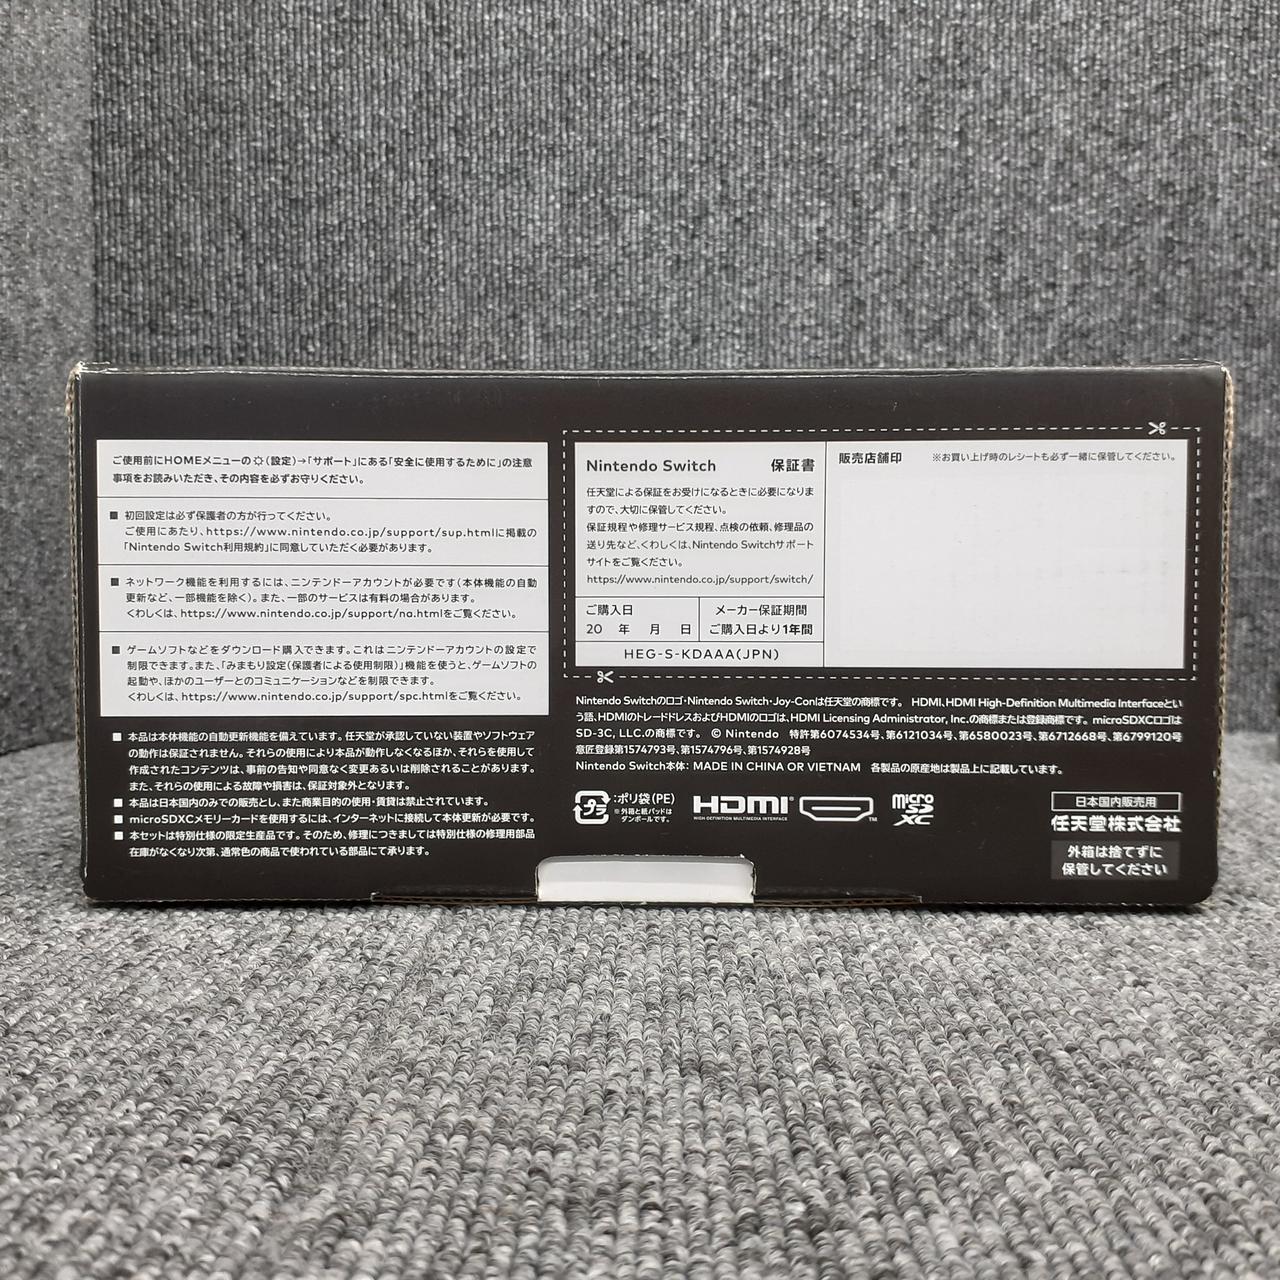 ご使用前にHOMEメニューの(設定)→「サポート」にある「安全に使用するために」の注意
事項をお読みいただき、その内容を必ずお守りください。
■ 初回設定は必ず保護者の方が行ってください。
ご使用にあたり、https://www.nintendo.co.jp/support/sup.htmlに掲載の
「Nintendo Switch利用規約」に同意していただく必要があります。
■ ネットワーク機能を利用するには、ニンテンドーアカウントが必要です(本体機能の自動
更新など、一部機能を除く)。また、一部のサービスは有料の場合があります。
くわしくは、https://www.nintendo.co.jp/support/na.htmlをご覧ください。
■ ゲームソフトなどをダウンロード購入できます。これはニンテンドーアカウントの設定で
制限できます。また、「みまもり設定(保護者による使用制限)」機能を使うと、ゲームソフトの
起動や、ほかのユーザーとのコミュニケーションなどを制限できます。
くわしくは、https://www.nintendo.co.jp/support/spc.htmlをご覧ください。
■ 本品は本体機能の自動更新機能を備えています。任天堂が承認していない装置やソフトウェア
の動作は保証されません。それらの使用により本品が動作しなくなるほか、それらを使用して
作成されたコンテンツは、事前の告知や同意なく変更あるいは削除されることがあります。
また、それらの使用による故障や損害は、保証対象外となります。
■ 本品は日本国内のみでの販売とし、また商業目的の使用・賃貸は禁止されています。
■ microSDXCメモリーカードを使用するには、インターネットに接続して本体更新が必要です。
■ 本セットは特別仕様の限定生産品です。そのため、修理につきましては特別仕様の修理用部品
在庫がなくなり次第、通常色の商品で使われている部品にて承ります。
Nintendo Switch 保証書
任天堂による保証をお受けになるときに必要になりま
すので、大切に保管してください。
保証規程や修理サービス規程、点検の依頼、修理品の
送り先など、くわしくは、Nintendo Switchサポート
サイトをご覧ください。
https://www.nintendo.co.jp/support/switch/
ご購入日
20 年 月 日
メーカー保証期間
ご購入日より1年間
HEG-S-KDAAA(JPN)
販売店舗印 ※お買い上げ時のレシートも必ず一緒に保管してください。
Nintendo Switchのロゴ・Nintendo Switch・Joy-Conは任天堂の商標です。 HDMI、HDMI High-Definition Multimedia Interfaceとい
う語、HDMIのトレードドレスおよびHDMIのロゴは、HDMI Licensing Administrator, Inc.の商標または登録商標です。 microSDXCロゴは
SD-3C, LLC.の商標です。 © Nintendo 特許第6074534号、第6121034号、第6580023号、第6712668号、第6799120号
意匠登録第1574793号、第1574796号、第1574928号
Nintendo Switch本体: MADE IN CHINA OR VIETNAM 各製品の原産地は製品上に記載しています。
プラ
:ポリ袋(PE)
※外箱と紙パッドは
ダンボールです。
HDMI®
HIGH-DEFINITION MULTIMEDIA INTERFACE
TM
micro
SD
XC
日本国内販売用
任天堂株式会社
外箱は捨てずに
保管してください